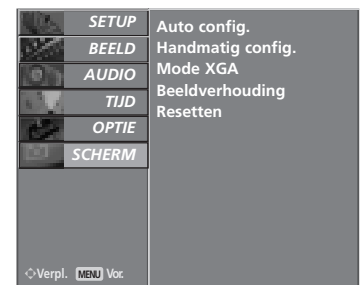 SETUP
BEELD
AUDIO
TIJD
OPTIE
SCHERM
Auto config.
Handmatig config.
Mode XGA
Beeldverhouding
Resetten
Verpl. MENU Vor.